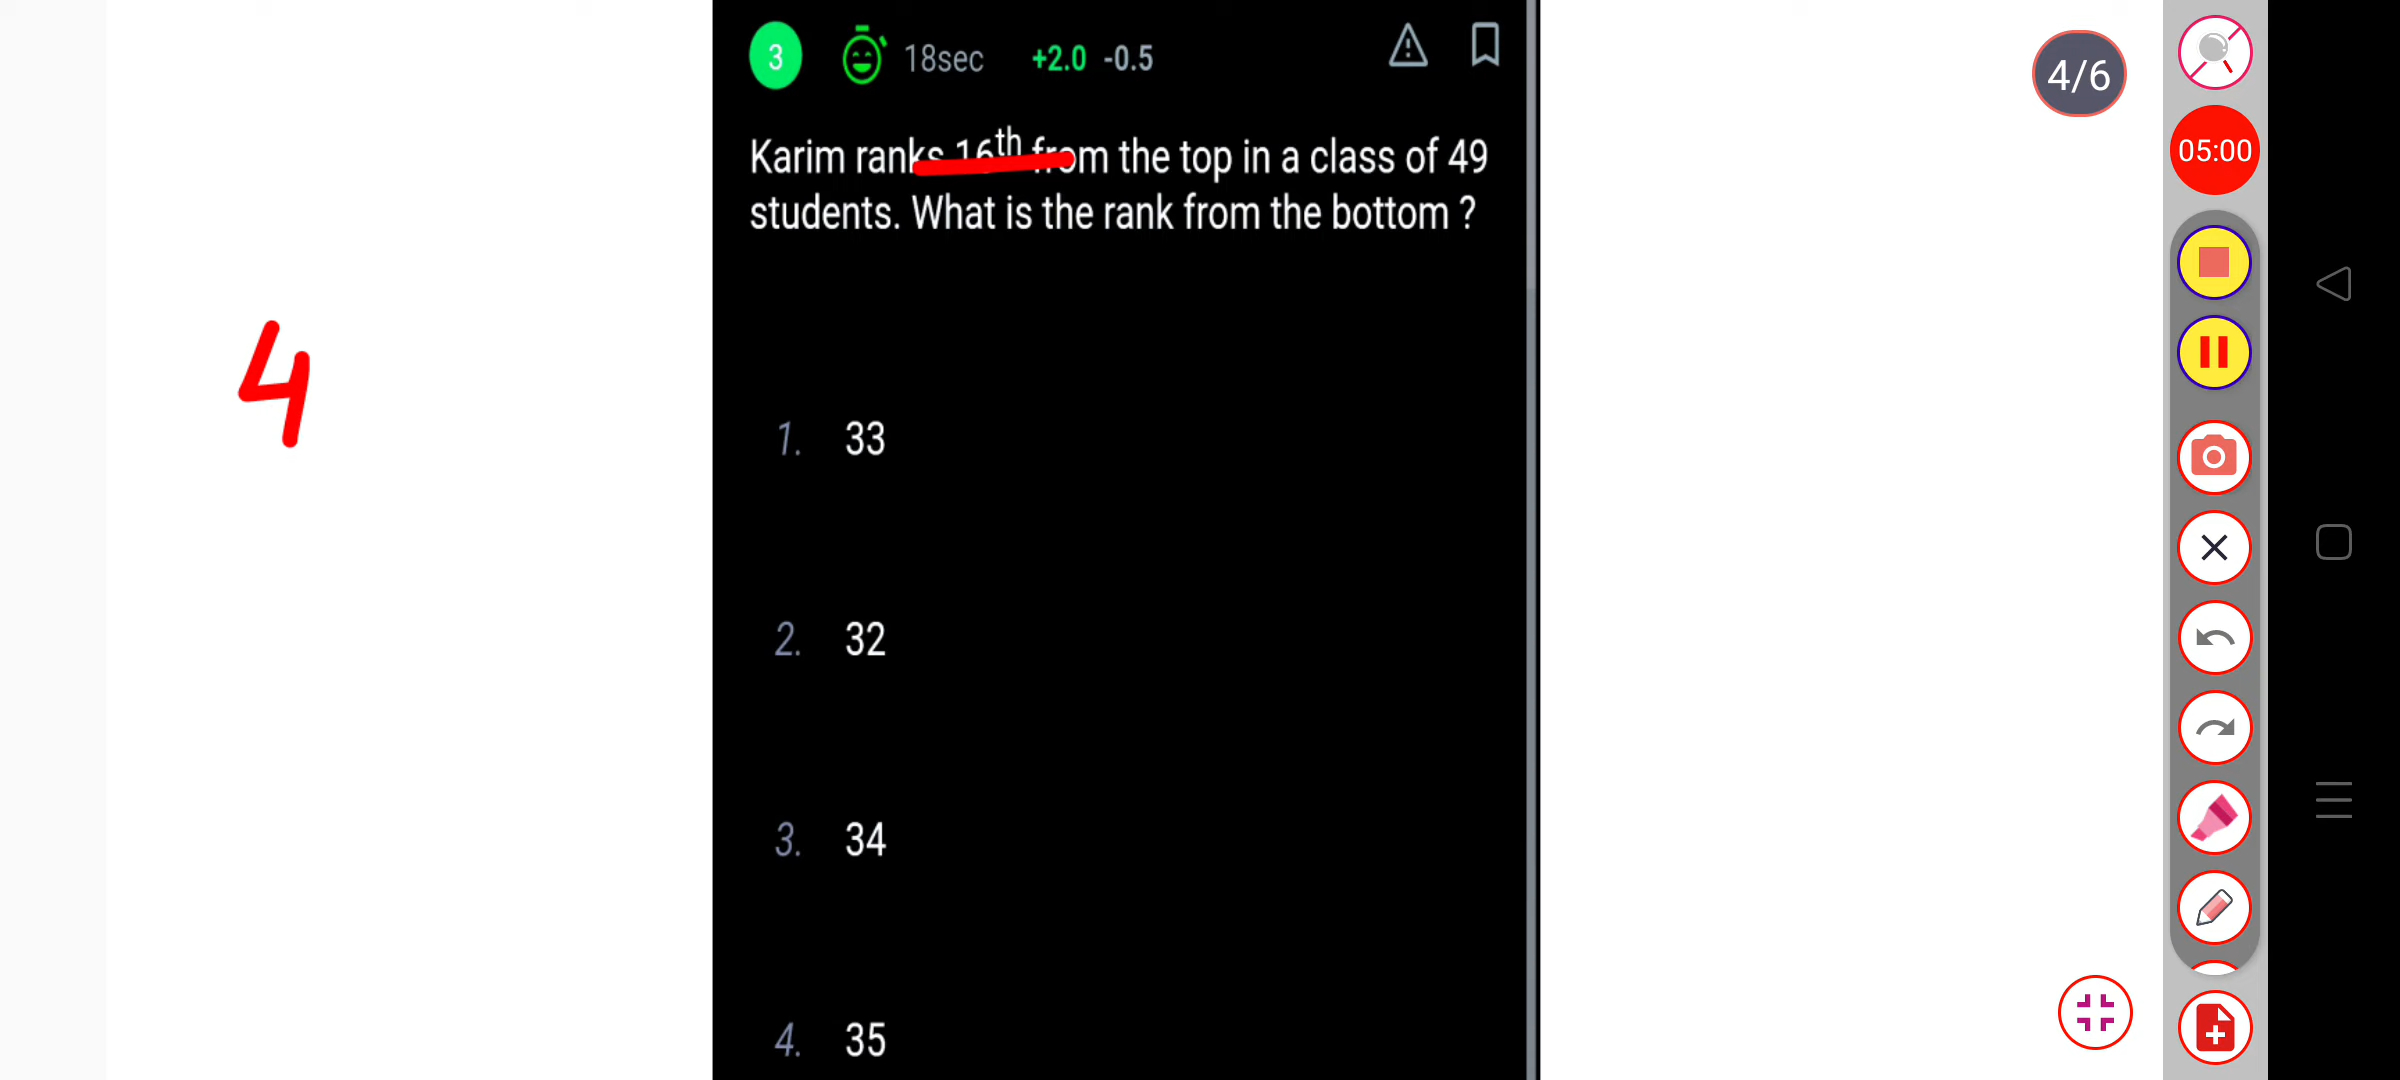 3 18sec +2.0 -0.5
4/6
05:00
Karim ranks 16th from the top in a class of 49
students. What is the rank from the bottom ?
4
1. 33
2. 32
3. 34
4. 35